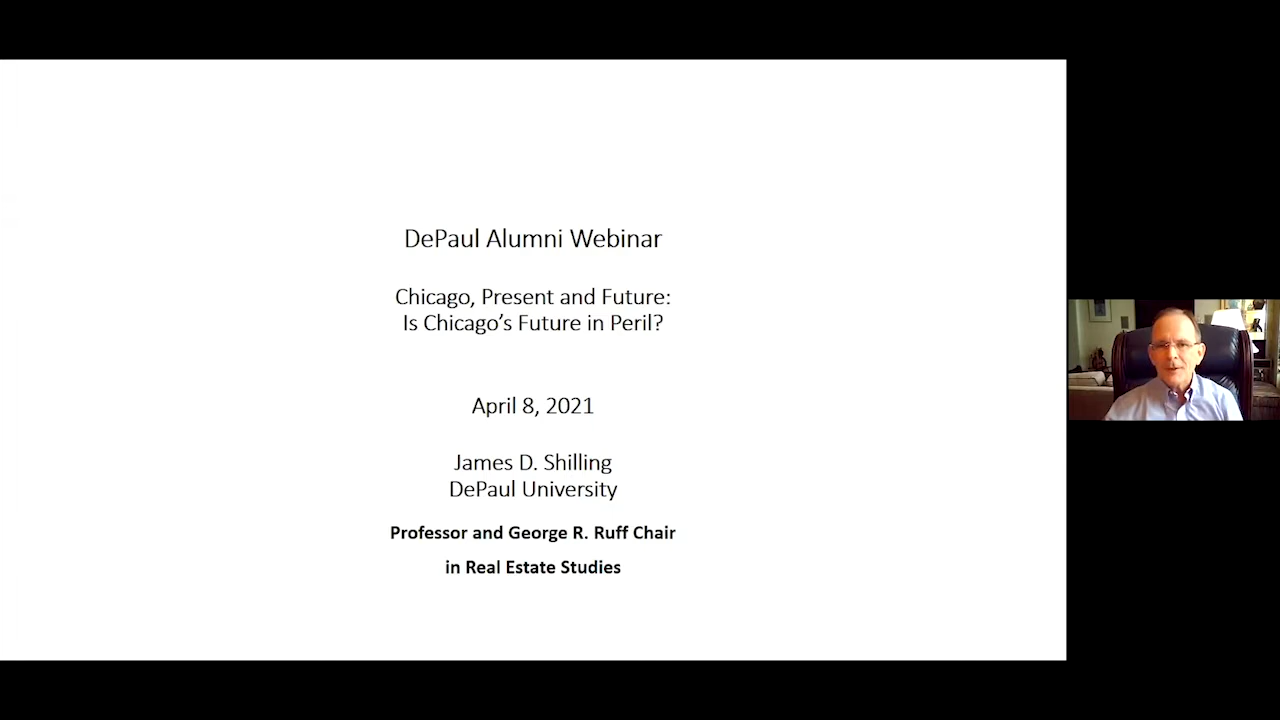 DePaul Alumni Webinar
Chicago, Present and Future:
Is Chicago's Future in Peril?
April 8, 2021
James D. Shilling
DePaul University
Professor and George R. Ruff Chair
in Real Estate Studies